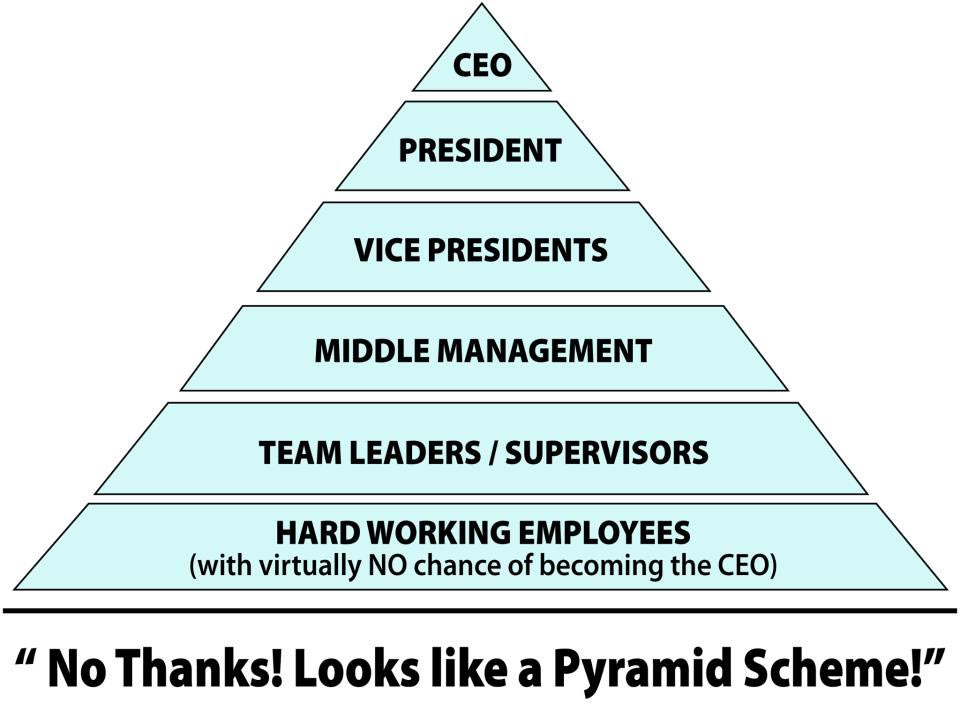 CEO
PRESIDENT
VICE PRESIDENTS
MIDDLE MANAGEMENT
TEAM LEADERS / SUPERVISORS
HARD WORKING EMPLOYEES
(with virtually NO chance of becoming the CEO)
“ No Thanks! Looks like a Pyramid Scheme!”